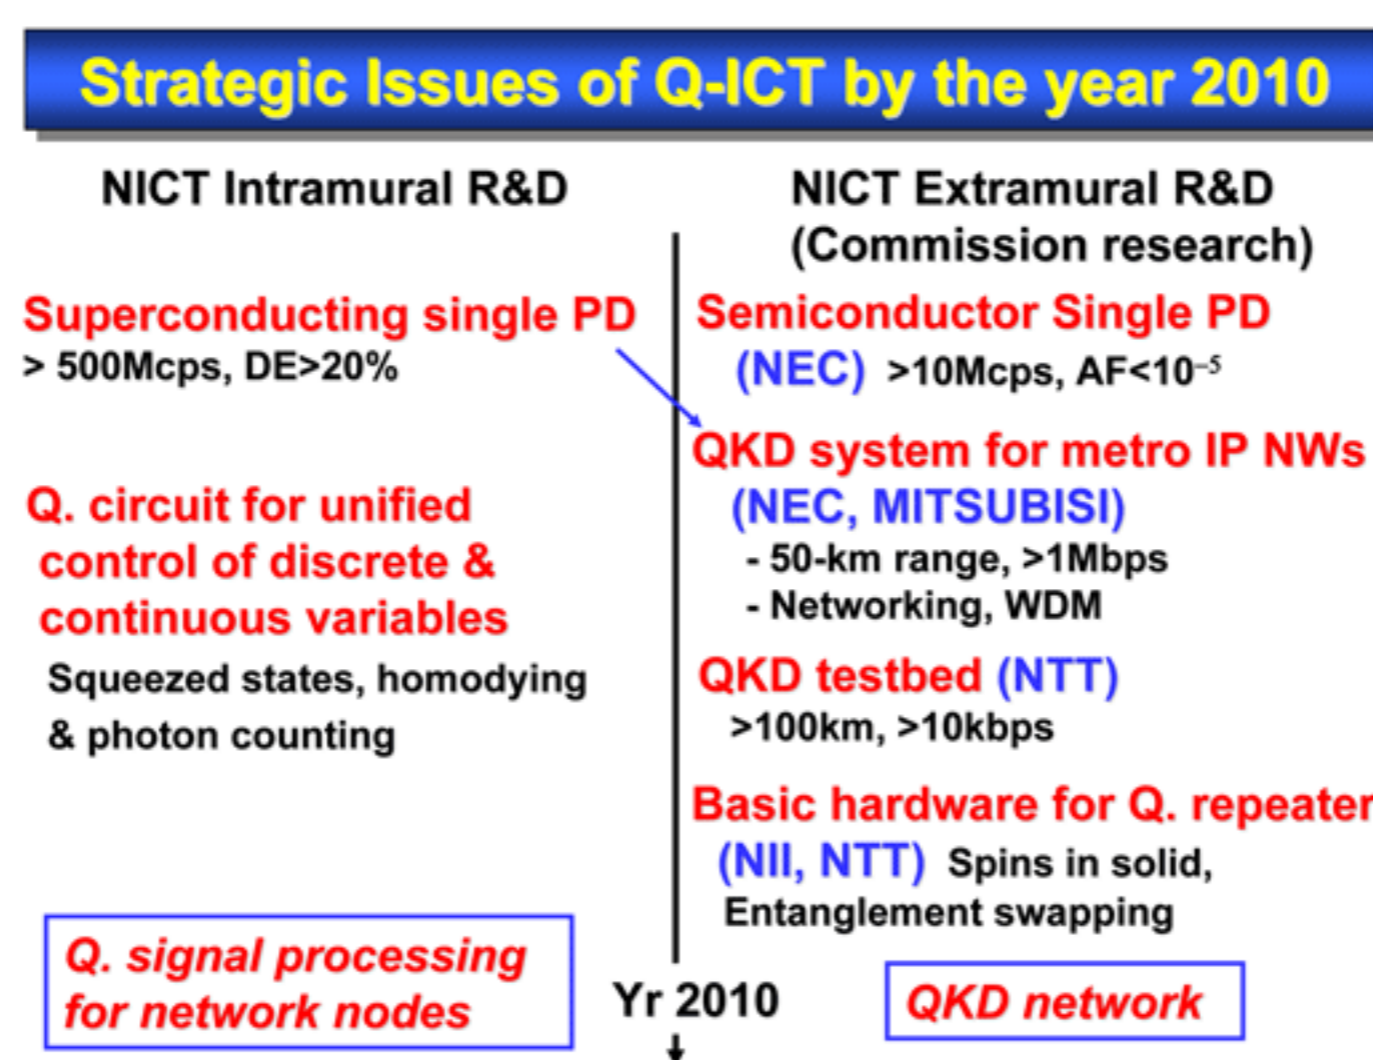 Strategic Issues of Q-ICT by the year 2010
NICT Intramural R&D
Superconducting single PD
> 500Mcps, DE>20%
Q. circuit for unified
control of discrete &
continuous variables
Squeezed states, homodying
& photon counting
Q. signal processing
for network nodes
NICT Extramural R&D
(Commission research)
Semiconductor Single PD
(NEC) >10Mcps, AF<10⁻⁵
QKD system for metro IP NWs
(NEC, MITSUBISI)
- 50-km range, >1Mbps
- Networking, WDM
QKD testbed (NTT)
>100km, >10kbps
Basic hardware for Q. repeater
(NII, NTT) Spins in solid,
Entanglement swapping
QKD network
Yr 2010